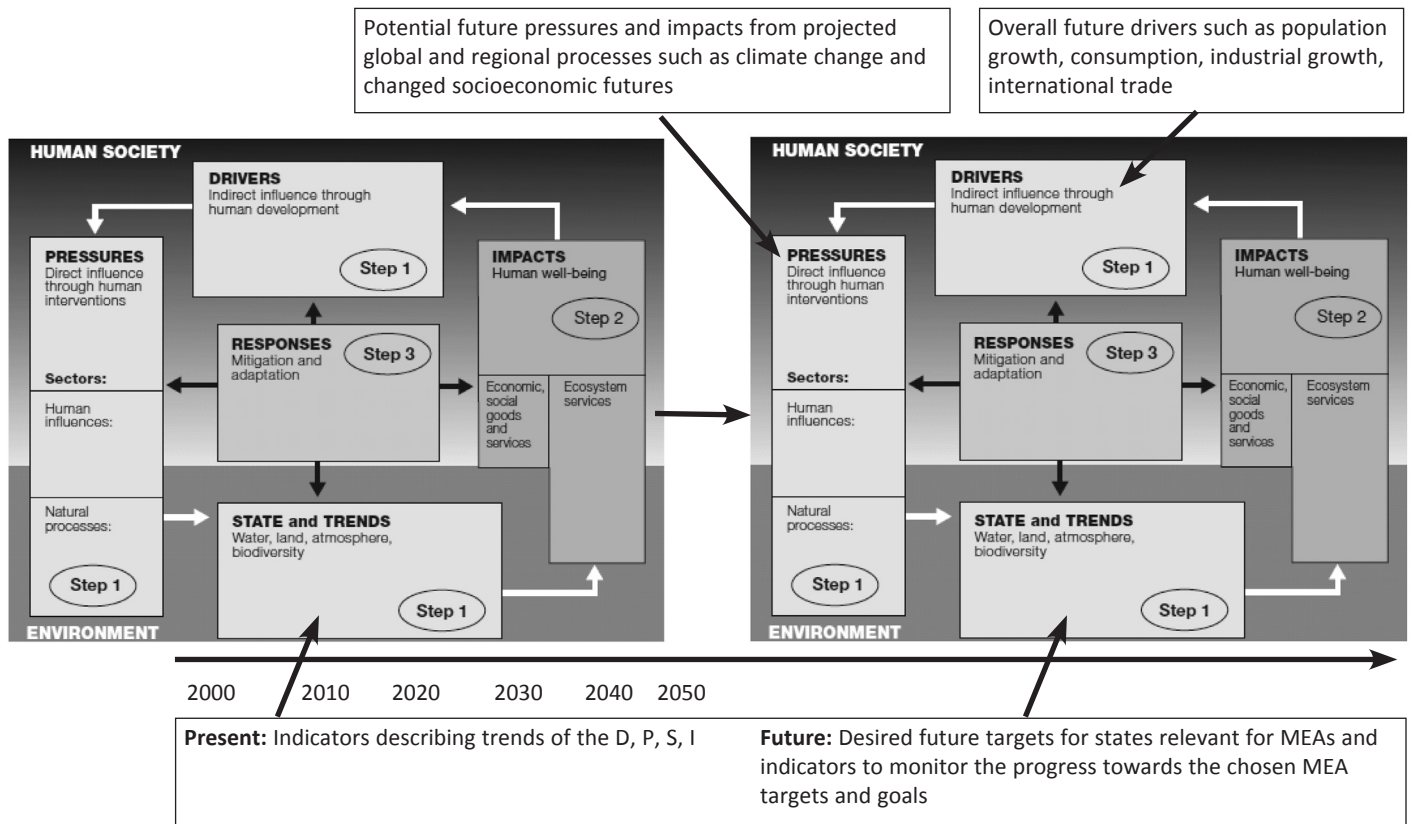 Potential future pressures and impacts from projected
global and regional processes such as climate change and
changed socioeconomic futures
Overall future drivers such as population
growth, consumption, industrial growth,
international trade
HUMAN SOCIETY
DRIVERS
Indirect influence through
human development
Step 1
PRESSURES
Direct influence
through human
interventions
Sectors:
Human
influences:
Natural
processes:
Step 1
RESPONSES
Mitigation and
adaptation
Step 3
IMPACTS
Human well-being
Step 2
Economic,
social
goods
and
services
Ecosystem
services
STATE and TRENDS
Water, land, atmosphere,
biodiversity
Step 1
ENVIRONMENT
HUMAN SOCIETY
DRIVERS
Indirect influence through
human development
Step 1
PRESSURES
Direct influence
through human
interventions
Sectors:
Human
influences:
Natural
processes:
Step 1
RESPONSES
Mitigation and
adaptation
Step 3
IMPACTS
Human well-being
Step 2
Economic,
social
goods
and
services
Ecosystem
services
STATE and TRENDS
Water, land, atmosphere,
biodiversity
Step 1
ENVIRONMENT
2000 2010 2020 2030 2040 2050
Present: Indicators describing trends of the D, P, S, I
Future: Desired future targets for states relevant for MEAs and
indicators to monitor the progress towards the chosen MEA
targets and goals